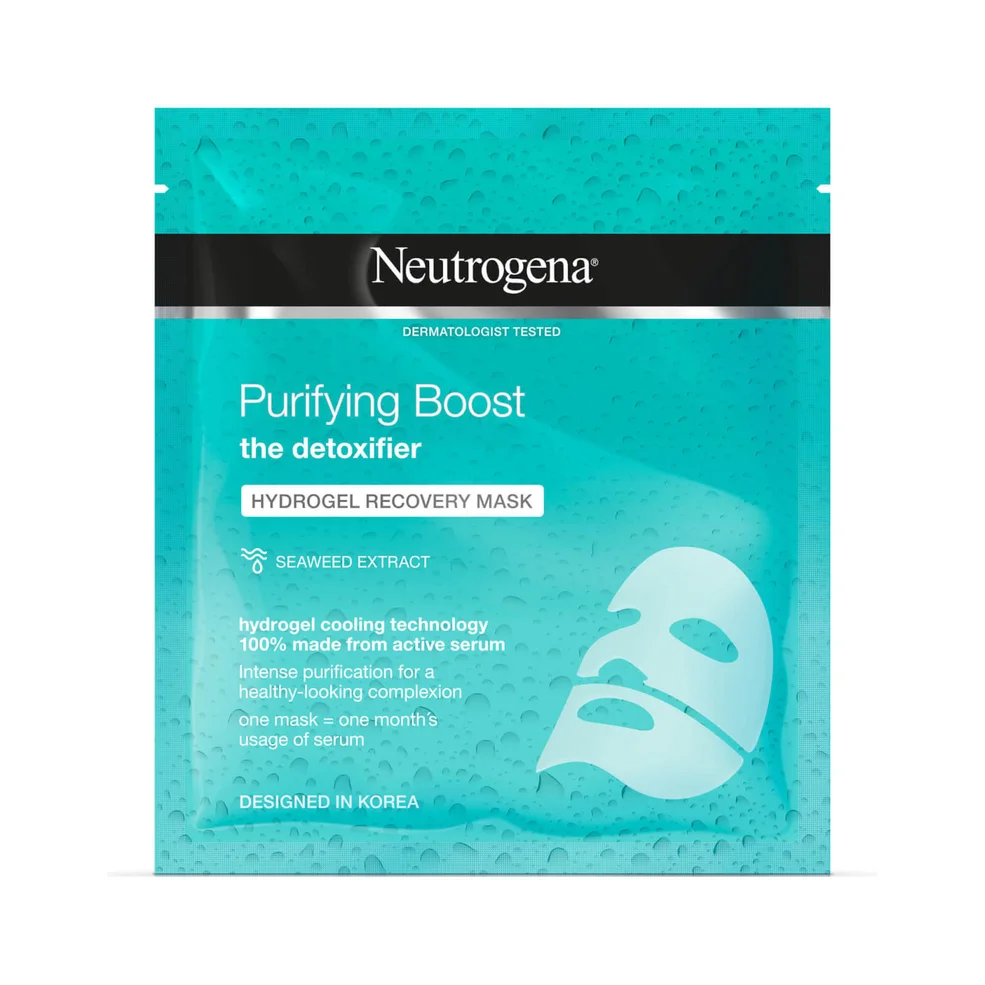 Neutrogena®
DERMATOLOGIST TESTED
Purifying Boost
the detoxifier
HYDROGEL RECOVERY MASK
SEAWEED EXTRACT
hydrogel cooling technology
100% made from active serum
Intense purification for a
healthy-looking complexion
one mask = one month's
usage of serum
DESIGNED IN KOREA